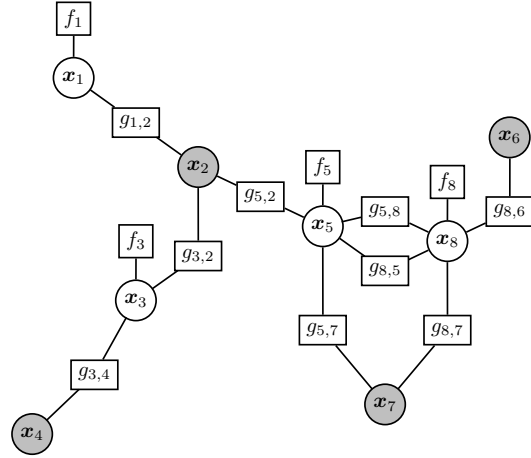 f₁
x₁
g₁,₂
x₆
x₂
f₅
f₈
g₅,₂
g₅,₈
g₈,₆
x₅
x₈
f₃
g₃,₂
g₈,₅
x₃
g₅,₇
g₈,₇
g₃,₄
x₇
x₄